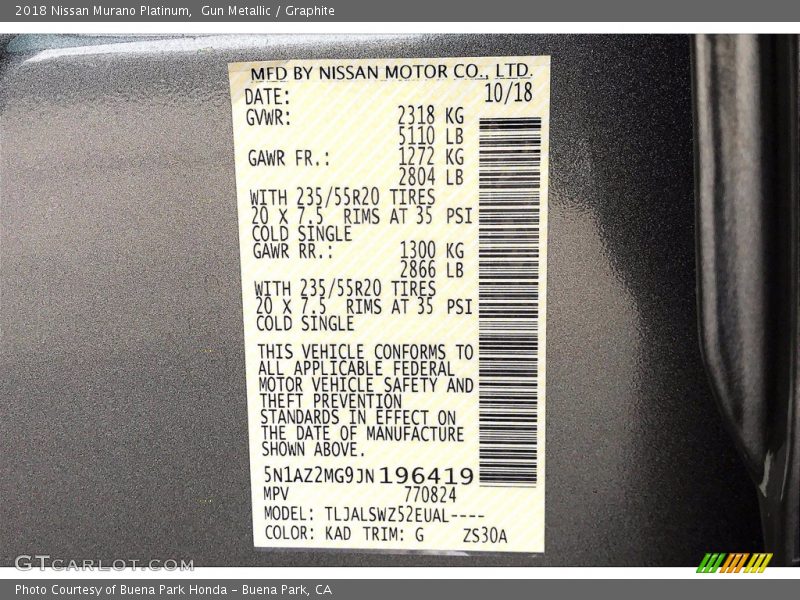 2018 Nissan Murano Platinum,  Gun Metallic / Graphite
MFD BY NISSAN MOTOR CO., LTD.
DATE: 10/18
GVWR: 2318 KG
5110 LB
GAWR FR.: 1272 KG
2804 LB
WITH 235/55R20 TIRES
20 X 7.5 RIMS AT 35 PSI
COLD SINGLE
GAWR RR.: 1300 KG
2866 LB
WITH 235/55R20 TIRES
20 X 7.5 RIMS AT 35 PSI
COLD SINGLE
THIS VEHICLE CONFORMS TO
ALL APPLICABLE FEDERAL
MOTOR VEHICLE SAFETY AND
THEFT PREVENTION
STANDARDS IN EFFECT ON
THE DATE OF MANUFACTURE
SHOWN ABOVE.
5N1AZ2MG9JN196419
MPV 770824
MODEL: TLJALSWZ52EUAL----
COLOR: KAD TRIM: G ZS30A
GTCARLOT.COM
Photo Courtesy of Buena Park Honda - Buena Park, CA